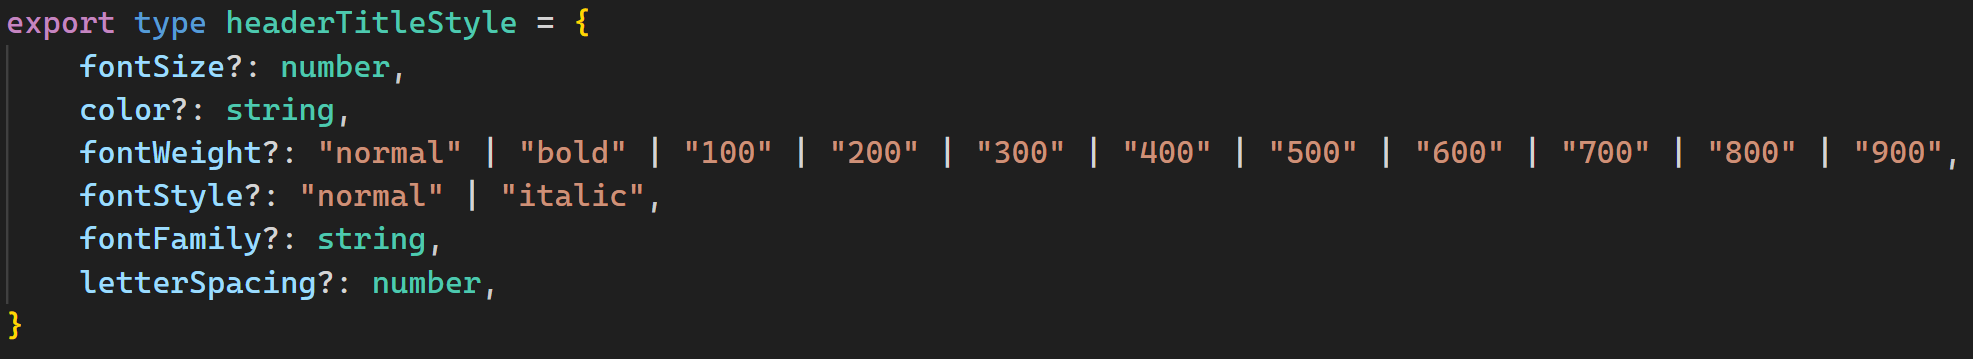 export type headerTitleStyle = {
    fontSize?: number,
    color?: string,
    fontWeight?: "normal" | "bold" | "100" | "200" | "300" | "400" | "500" | "600" | "700" | "800" | "900",
    fontStyle?: "normal" | "italic",
    fontFamily?: string,
    letterSpacing?: number,
}